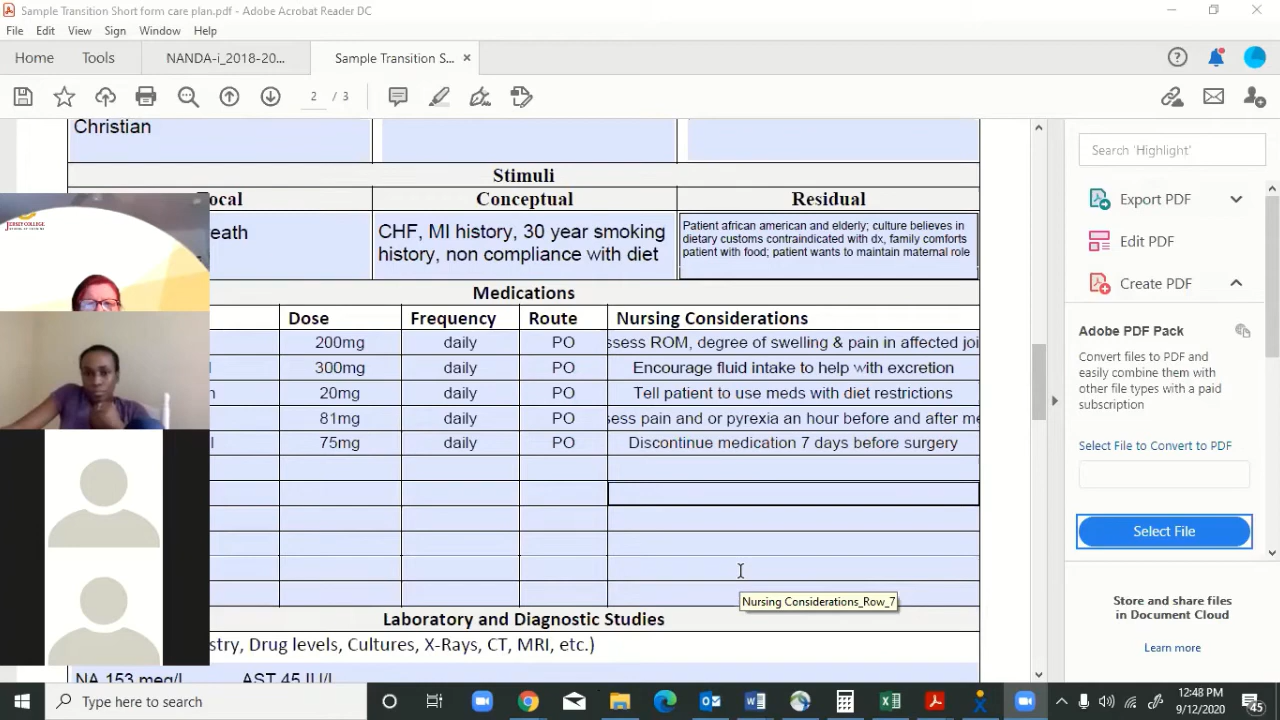 Sample Transition Short form care plan.pdf - Adobe Acrobat Reader DC
File Edit View Sign Window Help
Home Tools NANDA-i_2018-20... Sample Transition S... ×
2 / 3
Christian
Search 'Highlight'
Stimuli
ocal Conceptual Residual
eath
CHF, MI history, 30 year smoking
history, non compliance with diet
Patient african american and elderly; culture believes in
dietary customs contraindicated with dx, family comforts
patient with food; patient wants to maintain maternal role
Medications
Dose Frequency Route Nursing Considerations
200mg daily PO ssess ROM, degree of swelling & pain in affected joi
l 300mg daily PO Encourage fluid intake to help with excretion
n 20mg daily PO Tell patient to use meds with diet restrictions
81mg daily PO sess pain and or pyrexia an hour before and after me
l 75mg daily PO Discontinue medication 7 days before surgery
Nursing Considerations_Row_7
Laboratory and Diagnostic Studies
stry, Drug levels, Cultures, X-Rays, CT, MRI, etc.)
NA 153 meq/L AST 45 IU/L
Export PDF
Edit PDF
Create PDF
Adobe PDF Pack
Convert files to PDF and
easily combine them with
other file types with a paid
subscription
Select File to Convert to PDF
Select File
Store and share files
in Document Cloud
Learn more
JERSEY COLLEGE
Type here to search
12:48 PM
9/12/2020
45